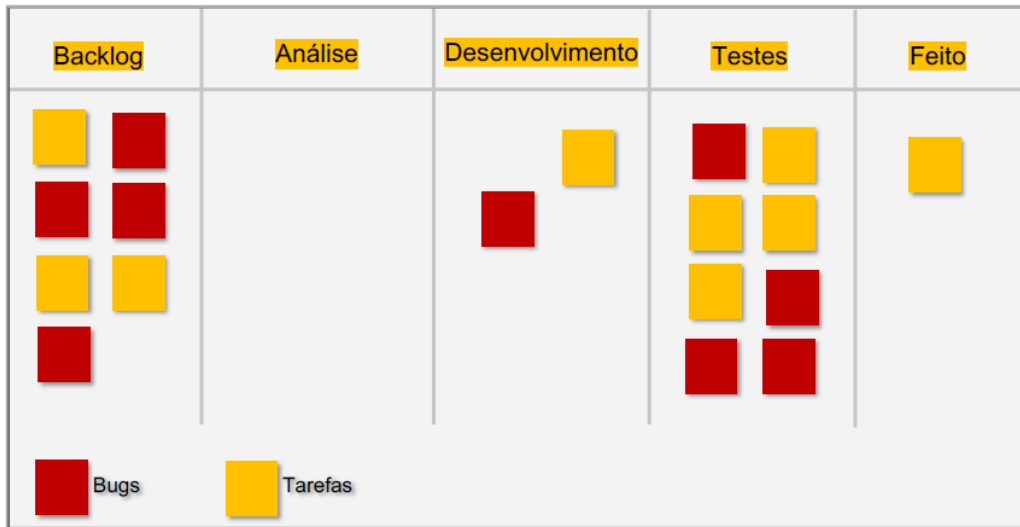 Backlog
Análise
Desenvolvimento
Testes
Feito
Bugs
Tarefas